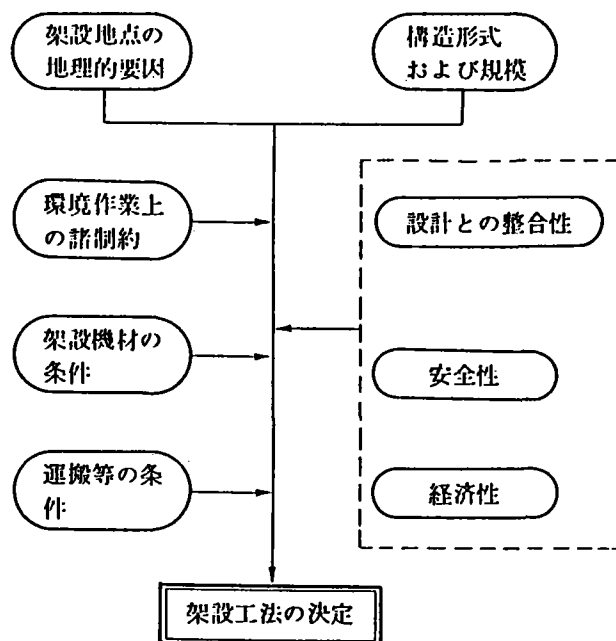 架設地点の
地理的要因
構造形式
および規模
環境作業上
の諸制約
設計との整合性
架設機材の
条件
安全性
運搬等の条
件
経済性
架設工法の決定